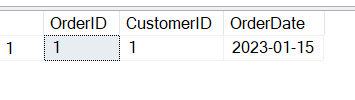 OrderID CustomerID OrderDate
1 1 1 2023-01-15